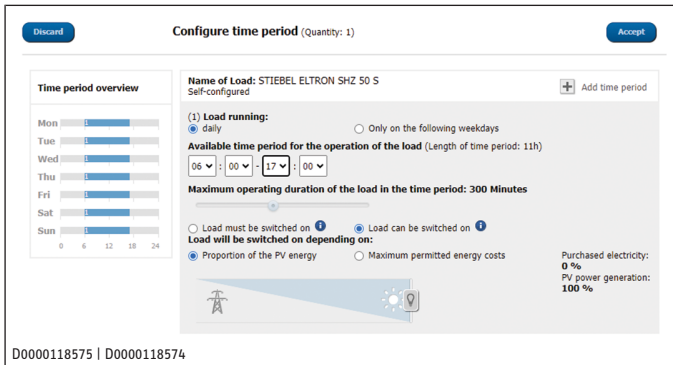 Discard
Configure time period (Quantity: 1)
Accept
Time period overview
Mon 1
Tue 1
Wed 1
Thu 1
Fri 1
Sat 1
Sun 1
0 6 12 18 24
Name of Load: STIEBEL ELTRON SHZ 50 S
Self-configured
+ Add time period
(1) Load running:
daily
Only on the following weekdays
Available time period for the operation of the load (Length of time period: 11h)
06 : 00 - 17 : 00
Maximum operating duration of the load in the time period: 300 Minutes
Load must be switched on i
Load can be switched on i
Load will be switched on depending on:
Proportion of the PV energy
Maximum permitted energy costs
Purchased electricity:
0 %
PV power generation:
100 %
D0000118575 | D0000118574